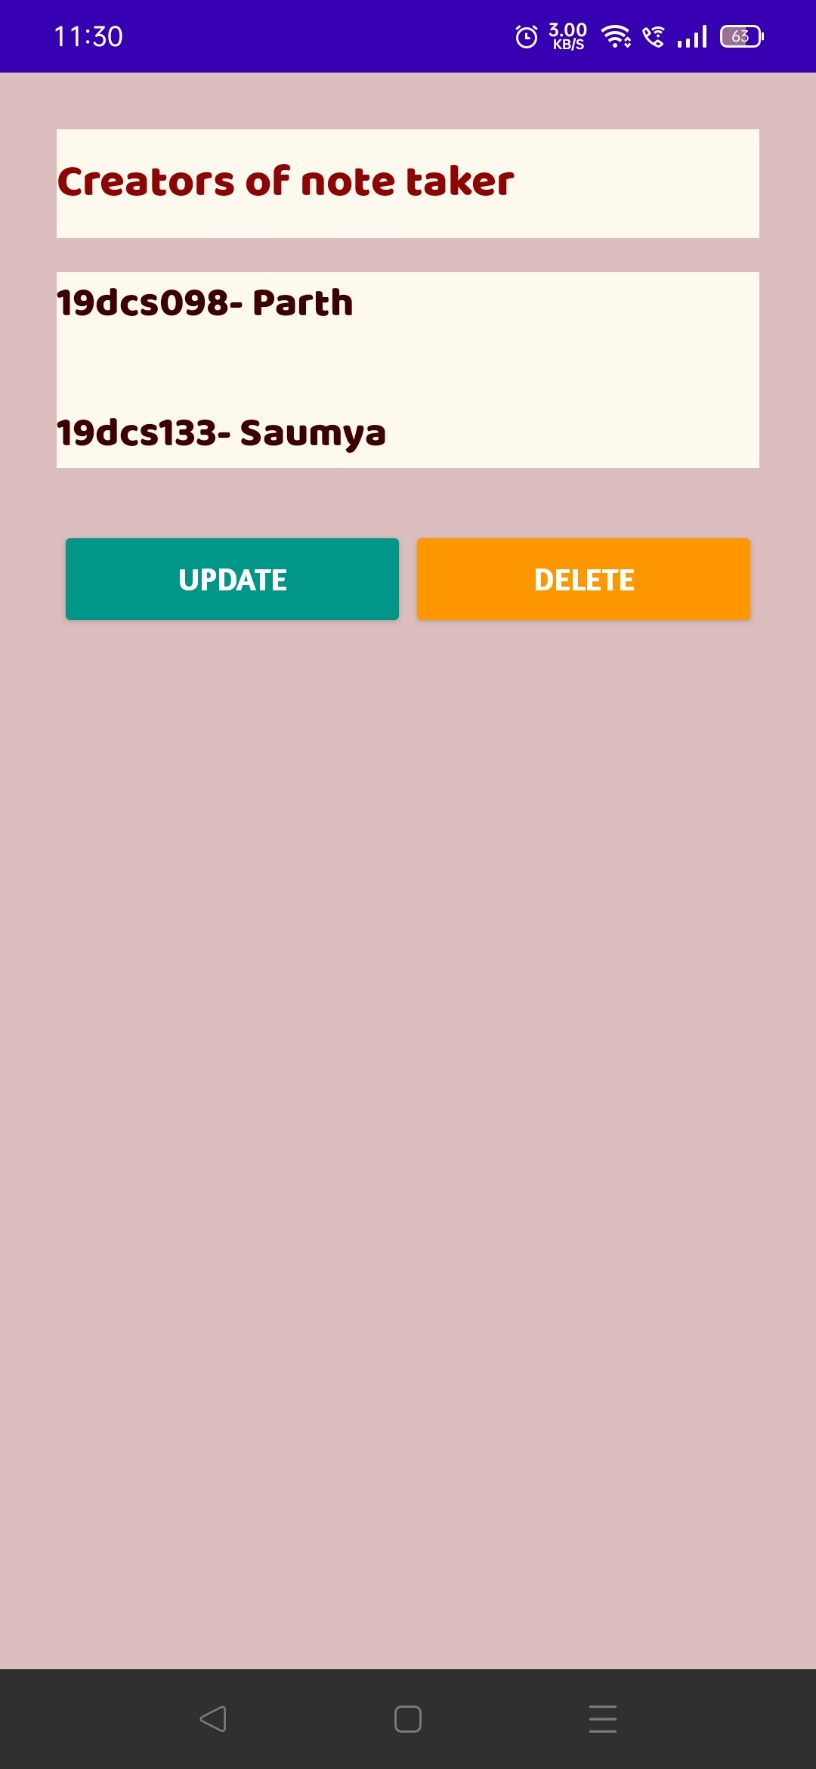 11:30
3.00
KB/S
63
Creators of note taker
19dcs098- Parth
19dcs133- Saumya
UPDATE
DELETE